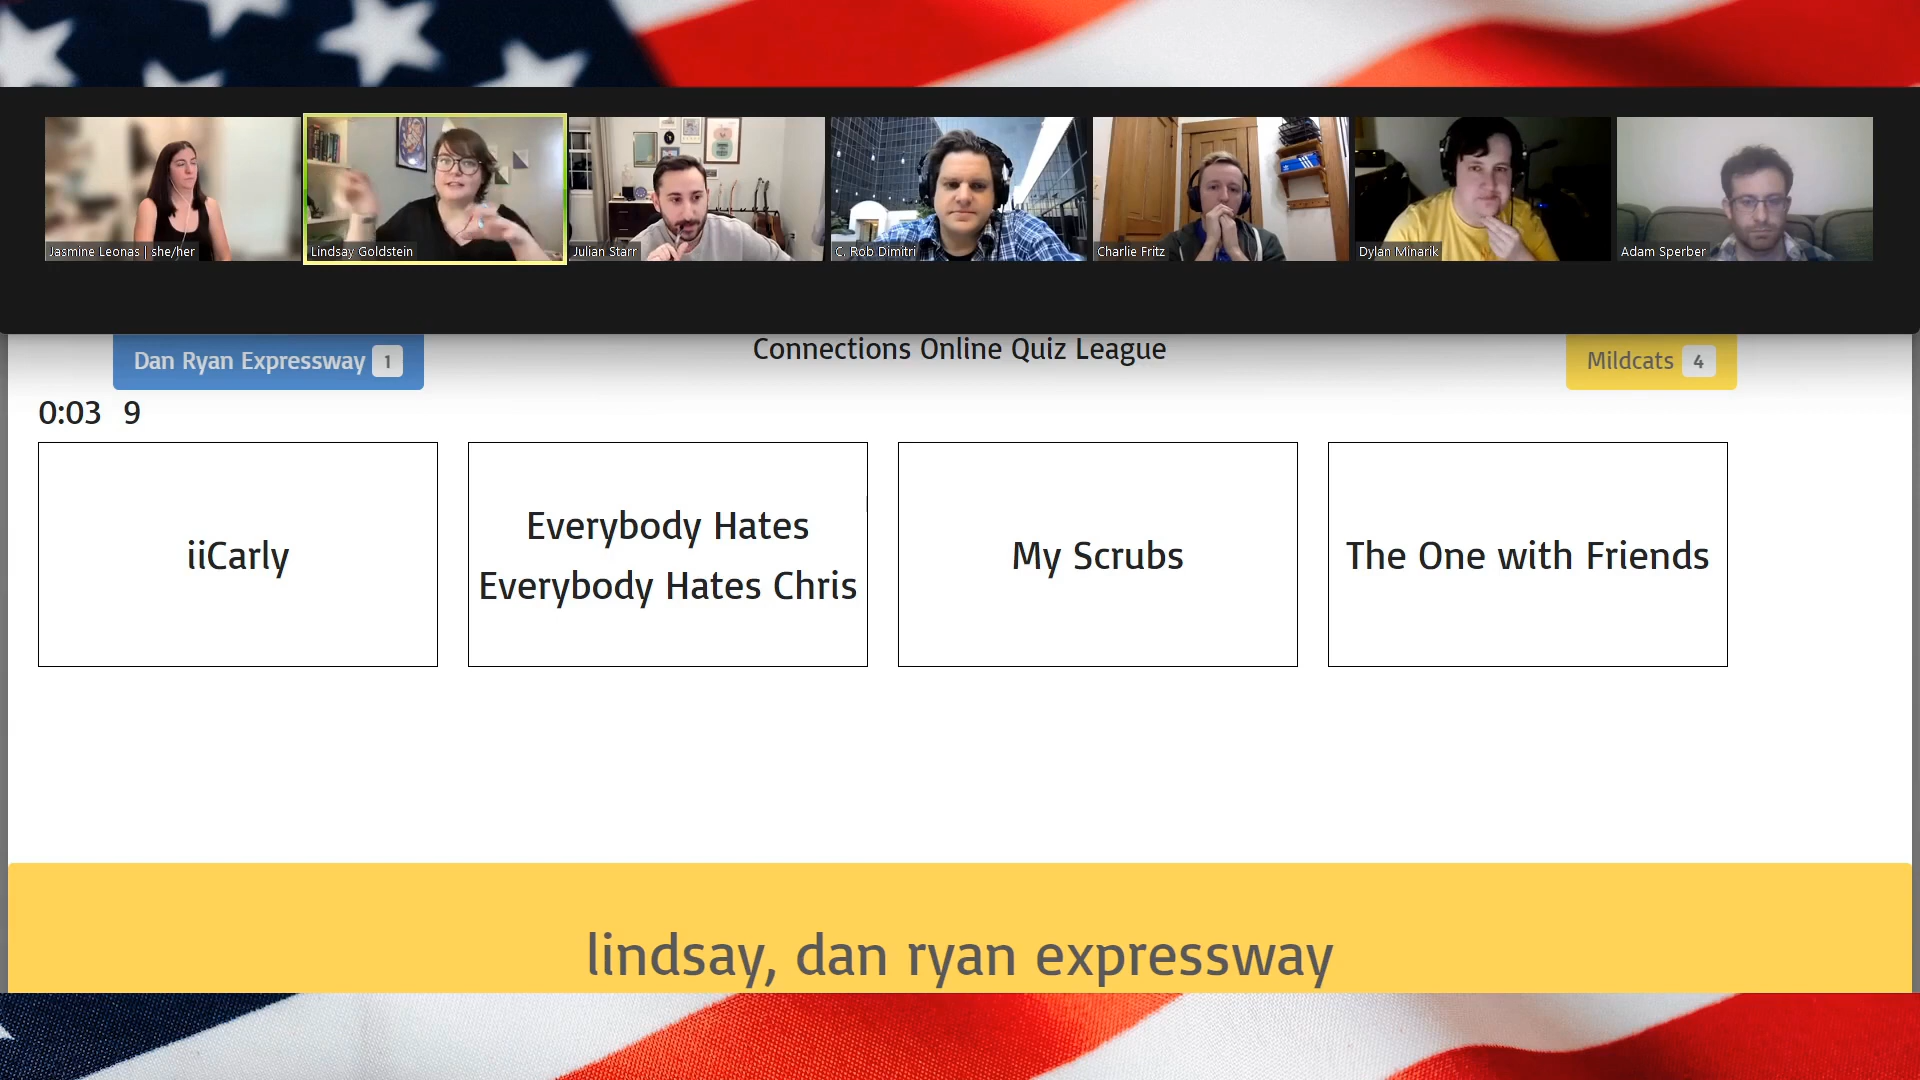 Jasmine Leonas | she/her
Lindsay Goldstein
Julian Starr
C. Rob Dimitri
Charlie Fritz
Dylan Minarik
Adam Sperber
Dan Ryan Expressway 1
Connections Online Quiz League
Mildcats 4
0:03 9
iiCarly
Everybody Hates
Everybody Hates Chris
My Scrubs
The One with Friends
lindsay, dan ryan expressway